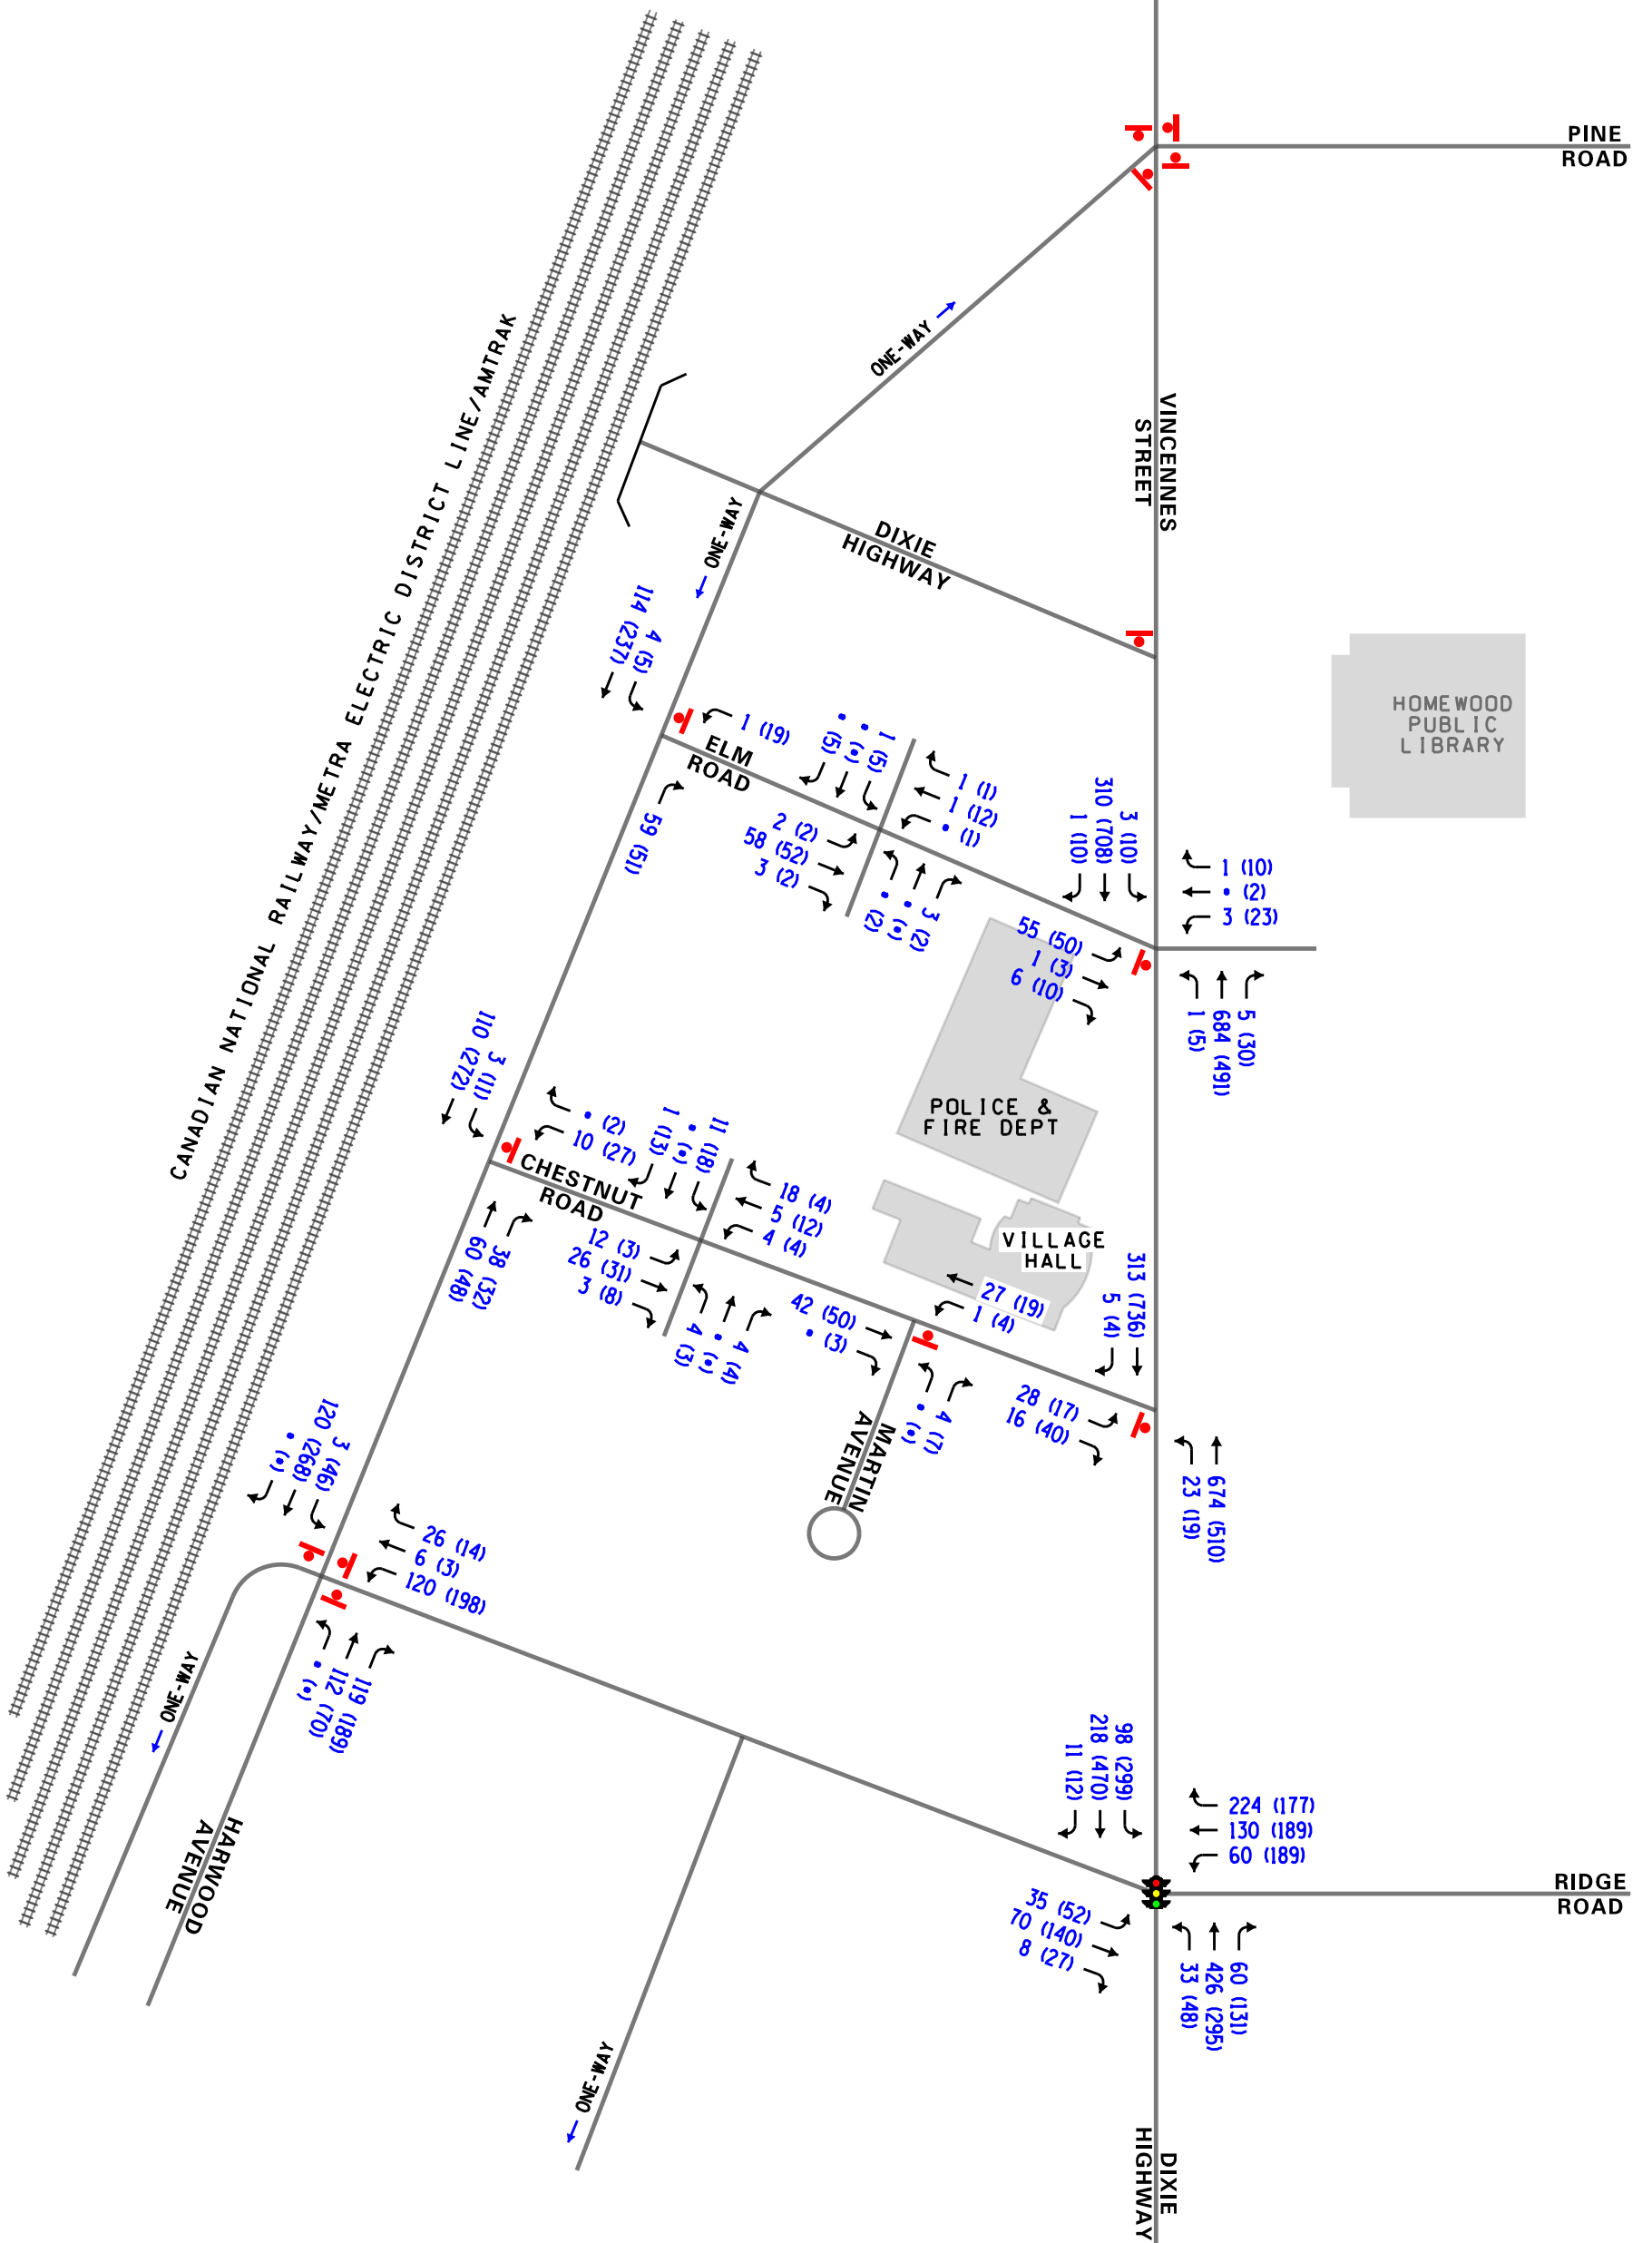 PINE
ROAD
ONE-WAY
VINCENNES
STREET
CANADIAN NATIONAL RAILWAY/METRA ELECTRIC DISTRICT LINE/AMTRAK
ONE-WAY
DIXIE
HIGHWAY
HOMEWOOD
PUBLIC
LIBRARY
4 (5)
114 (237)
1 (19)
ELM
ROAD
59 (51)
1 (5)
• (•)
• (5)
1 (1)
1 (12)
• (1)
2 (2)
58 (52)
3 (2)
3 (2)
• (•)
• (2)
3 (10)
310 (708)
1 (10)
1 (10)
• (2)
3 (23)
55 (50)
1 (3)
6 (10)
5 (30)
684 (491)
1 (5)
POLICE &
FIRE DEPT
VILLAGE
HALL
3 (11)
110 (272)
• (2)
10 (27)
CHESTNUT
ROAD
38 (32)
60 (48)
11 (18)
• (•)
1 (13)
18 (4)
5 (12)
4 (4)
12 (3)
26 (31)
3 (8)
4 (4)
• (•)
4 (3)
42 (50)
• (3)
27 (19)
1 (4)
4 (7)
• (•)
MARTIN
AVENUE
313 (736)
5 (4)
28 (17)
16 (40)
674 (510)
23 (19)
3 (46)
120 (268)
• (•)
26 (14)
6 (3)
120 (198)
119 (189)
112 (70)
• (•)
ONE-WAY
HARWOOD
AVENUE
98 (299)
218 (470)
11 (12)
224 (177)
130 (189)
60 (189)
35 (52)
70 (140)
8 (27)
60 (131)
426 (295)
33 (48)
RIDGE
ROAD
ONE-WAY
DIXIE
HIGHWAY